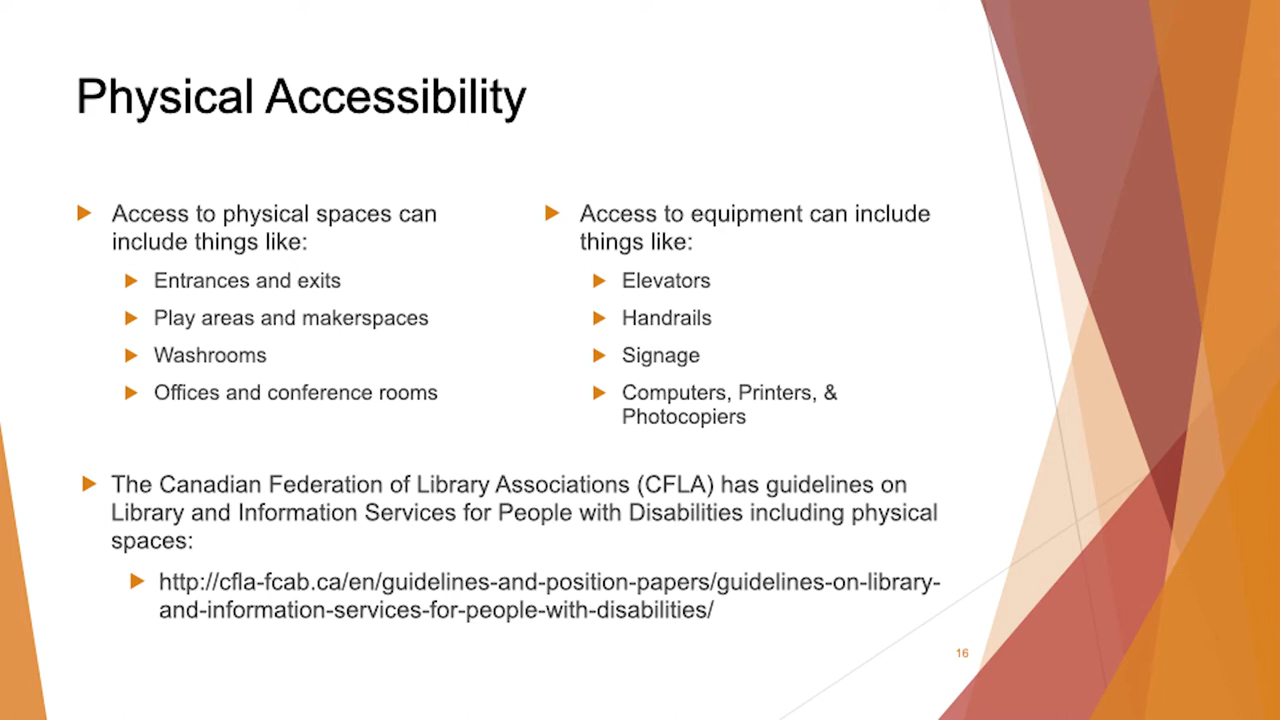 Physical Accessibility
Access to physical spaces can
include things like:
Entrances and exits
Play areas and makerspaces
Washrooms
Offices and conference rooms
Access to equipment can include
things like:
Elevators
Handrails
Signage
Computers, Printers, &
Photocopiers
The Canadian Federation of Library Associations (CFLA) has guidelines on
Library and Information Services for People with Disabilities including physical
spaces:
http://cfla-fcab.ca/en/guidelines-and-position-papers/guidelines-on-library-
and-information-services-for-people-with-disabilities/
16